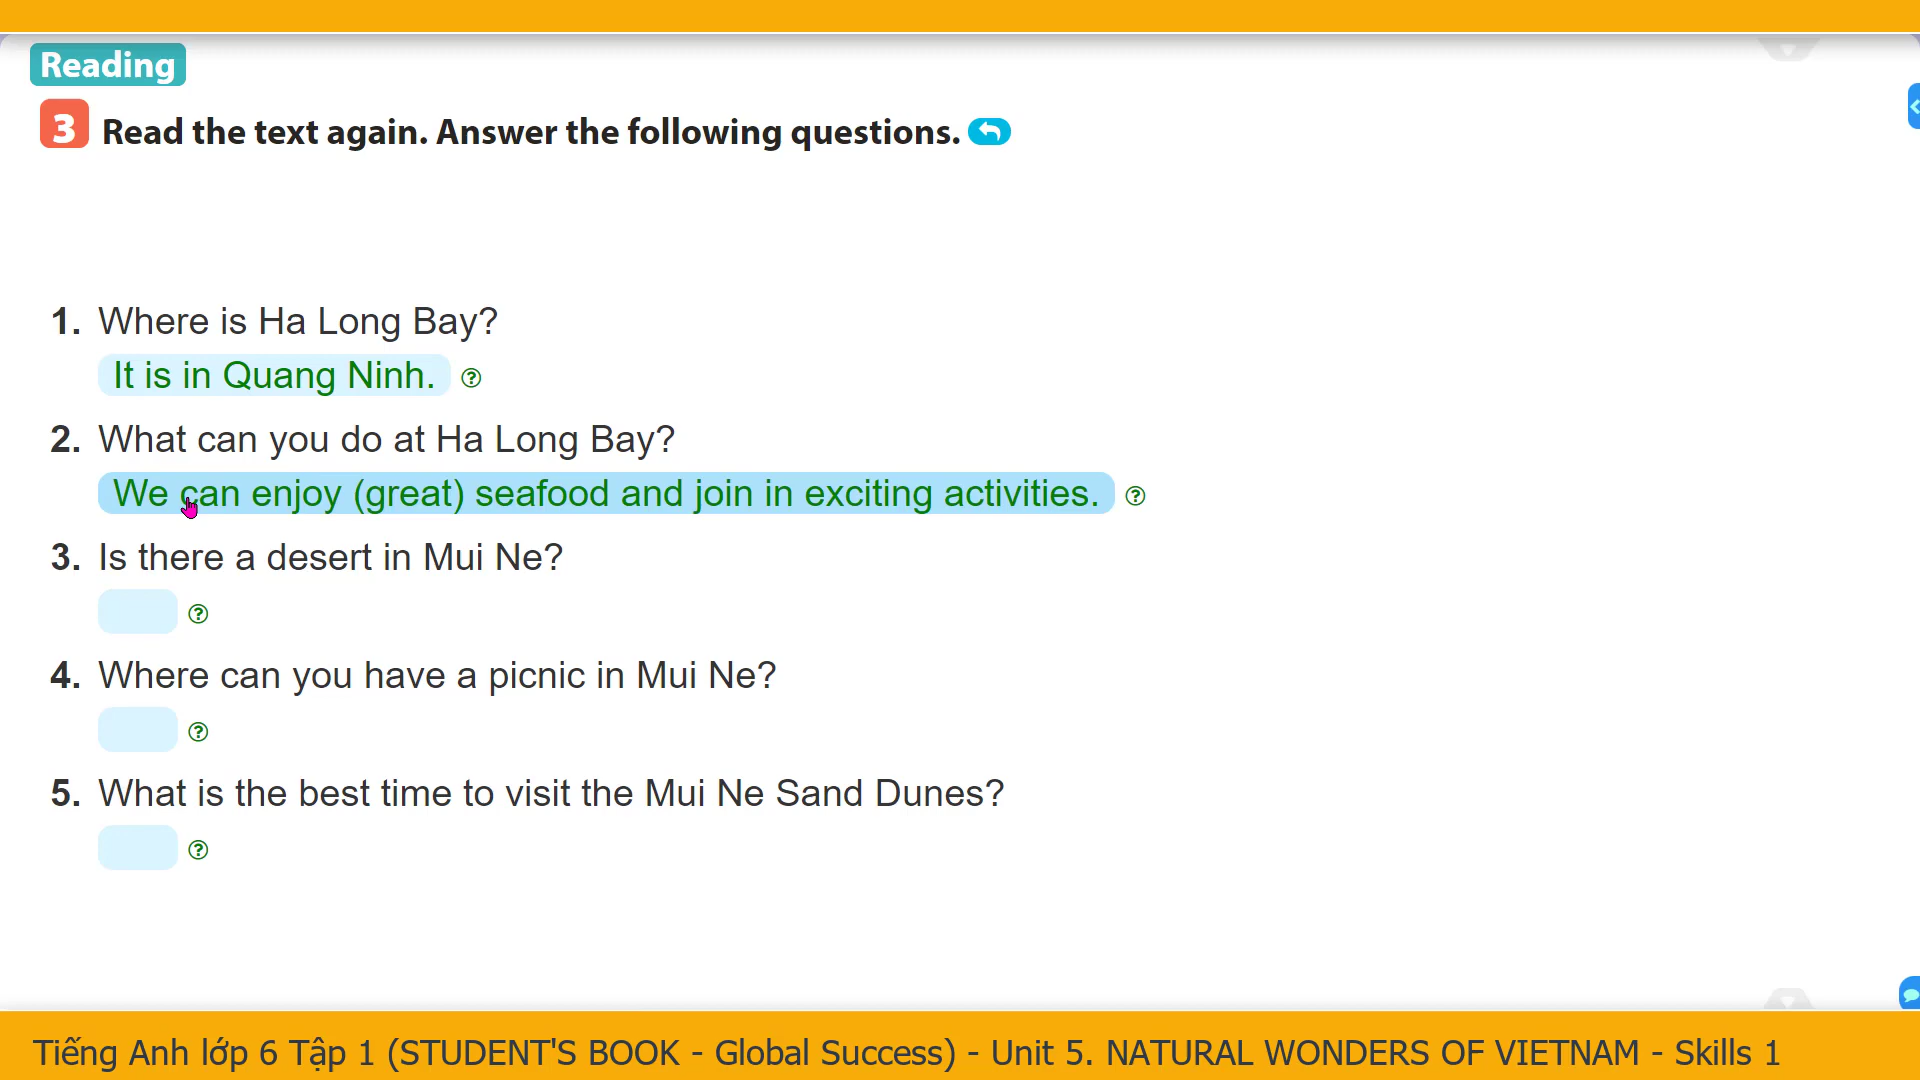 Reading
3 Read the text again. Answer the following questions.
1. Where is Ha Long Bay?
It is in Quang Ninh.
2. What can you do at Ha Long Bay?
We can enjoy (great) seafood and join in exciting activities.
3. Is there a desert in Mui Ne?
4. Where can you have a picnic in Mui Ne?
5. What is the best time to visit the Mui Ne Sand Dunes?
Tiếng Anh lớp 6 Tập 1 (STUDENT'S BOOK - Global Success) - Unit 5. NATURAL WONDERS OF VIETNAM - Skills 1